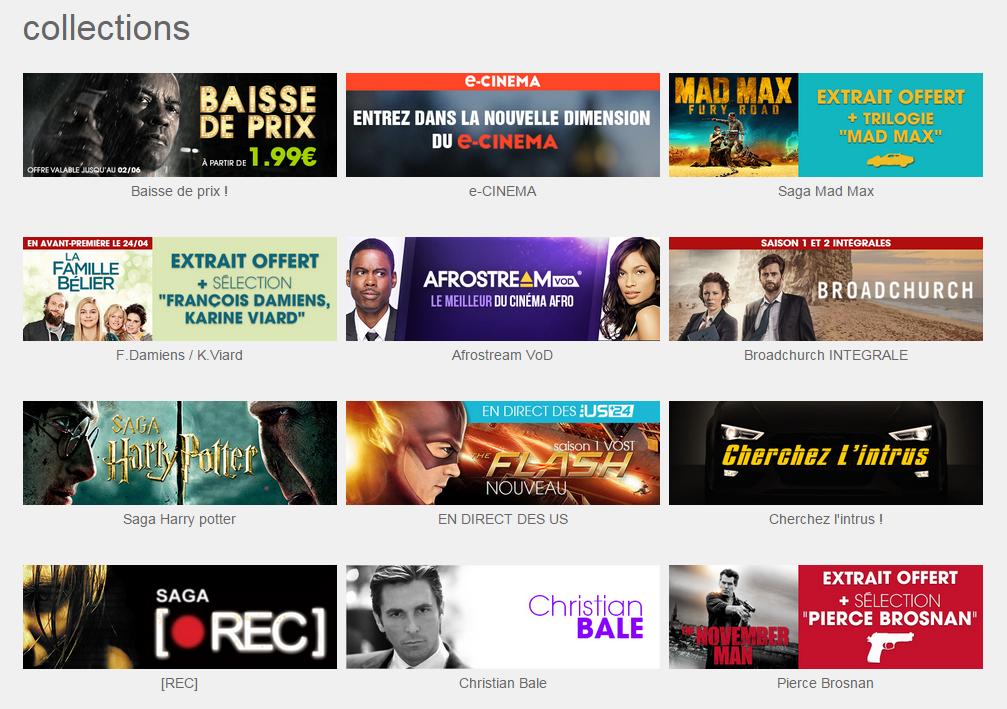 collections
BAISSE
DE PRIX
À PARTIR DE 1.99€
OFFRE VALABLE JUSQU'AU 02/06
Baisse de prix !
e-CINEMA
ENTREZ DANS LA NOUVELLE DIMENSION
DU e-CINEMA
e-CINEMA
MAD MAX
FURY ROAD
EXTRAIT OFFERT
+ TRILOGIE
"MAD MAX"
Saga Mad Max
EN AVANT-PREMIÈRE LE 24/04
LA
FAMILLE
BÉLIER
EXTRAIT OFFERT
+ SÉLECTION
"FRANÇOIS DAMIENS,
KARINE VIARD"
F.Damiens / K.Viard
AFROSTREAM VOD
LE MEILLEUR DU CINÉMA AFRO
Afrostream VoD
SAISON 1 ET 2 INTÉGRALES
BROADCHURCH
Broadchurch INTEGRALE
SAGA
Harry Potter
Saga Harry potter
EN DIRECT DES US24
saison 1 VOST
THE FLASH
NOUVEAU
EN DIRECT DES US
Cherchez L'intrus
Cherchez l'intrus !
SAGA
[REC]
[REC]
Christian
BALE
Christian Bale
THE NOVEMBER
MAN
EXTRAIT OFFERT
+ SÉLECTION
"PIERCE BROSNAN"
Pierce Brosnan